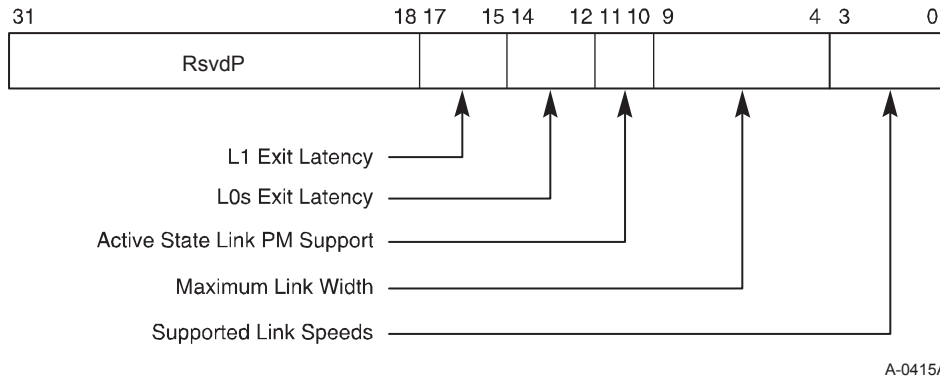 31 18 17 15 14 12 11 10 9 4 3 0
RsvdP
L1 Exit Latency
L0s Exit Latency
Active State Link PM Support
Maximum Link Width
Supported Link Speeds
A-0415A